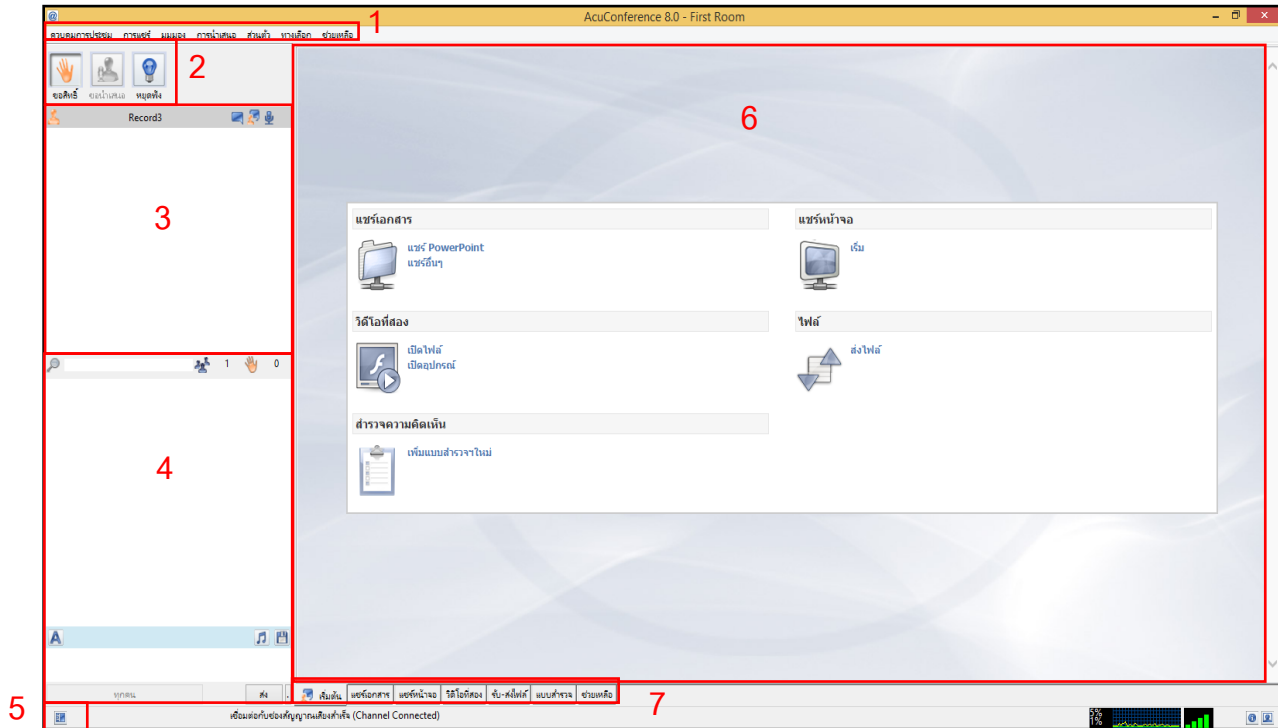 AcuConference 8.0 - First Room
1
ควบคุมการประชุม การแชร์ มุมมอง การนำเสนอ ส่วนตัว ทางเลือก ช่วยเหลือ
2
ขอสิทธิ์ ขอนำเสนอ หยุดฟัง
Record3
6
3
แชร์เอกสาร
แชร์ PowerPoint
แชร์อื่นๆ
แชร์หน้าจอ
เริ่ม
วิดีโอที่สอง
เปิดไฟล์
เปิดอุปกรณ์
ไฟล์
ส่งไฟล์
1 0
สำรวจความคิดเห็น
เพิ่มแบบสำรวจฯใหม่
4
A
ทุกคน ส่ง
เริ่มต้น แชร์เอกสาร แชร์หน้าจอ วิดีโอที่สอง รับ-ส่งไฟล์ แบบสำรวจ ช่วยเหลือ
7
5
เชื่อมต่อกับช่องสัญญาณเสียงสำเร็จ (Channel Connected)
5%
1%